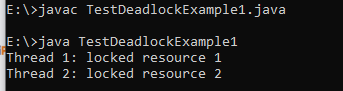 E:\>javac TestDeadlockExample1.java
E:\>java TestDeadlockExample1
Thread 1: locked resource 1
Thread 2: locked resource 2